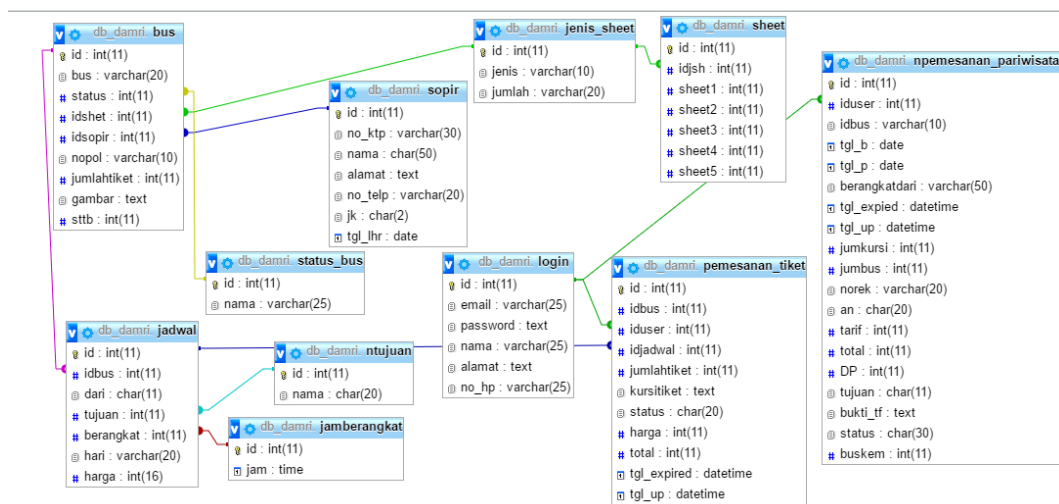 db_damri. bus
id : int(11)
bus : varchar(20)
status : int(11)
idshet : int(11)
idsopir : int(11)
nopol : varchar(10)
jumlahtiket : int(11)
gambar : text
sttb : int(11)
db_damri. sopir
id : int(11)
no_ktp : varchar(30)
nama : char(50)
alamat : text
no_telp : varchar(20)
jk : char(2)
tgl_lhr : date
db_damri. jenis_sheet
id : int(11)
jenis : varchar(10)
jumlah : varchar(20)
db_damri. sheet
id : int(11)
idjsh : int(11)
sheet1 : int(11)
sheet2 : int(11)
sheet3 : int(11)
sheet4 : int(11)
sheet5 : int(11)
db_damri. npemesanan_pariwisata
id : int(11)
iduser : int(11)
idbus : varchar(10)
tgl_b : date
tgl_p : date
berangkatdari : varchar(50)
tgl_expied : datetime
tgl_up : datetime
jumkursi : int(11)
jumbus : int(11)
norek : varchar(20)
an : char(20)
tarif : int(11)
total : int(11)
DP : int(11)
tujuan : char(11)
bukti_tf : text
status : char(30)
buskem : int(11)
db_damri. status_bus
id : int(11)
nama : varchar(25)
db_damri. login
id : int(11)
email : varchar(25)
password : text
nama : varchar(25)
alamat : text
no_hp : varchar(25)
db_damri. pemesanan_tiket
id : int(11)
idbus : int(11)
iduser : int(11)
idjadwal : int(11)
jumlahtiket : int(11)
kursitiket : text
status : char(20)
harga : int(11)
total : int(11)
tgl_expired : datetime
tgl_up : datetime
db_damri. jadwal
id : int(11)
idbus : int(11)
dari : char(11)
tujuan : int(11)
berangkat : int(11)
hari : varchar(20)
harga : int(16)
db_damri. ntujuan
id : int(11)
nama : char(20)
db_damri. jamberangkat
id : int(11)
jam : time